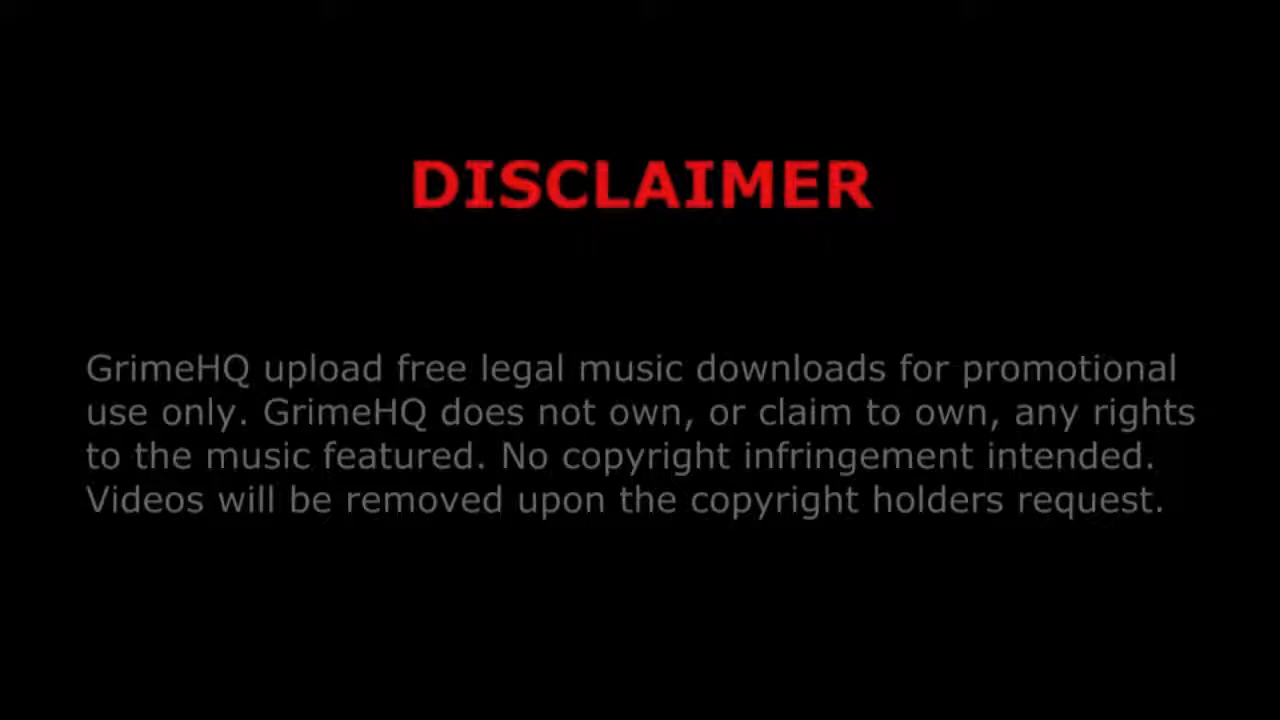 DISCLAIMER
GrimeHQ upload free legal music downloads for promotional
use only. GrimeHQ does not own, or claim to own, any rights
to the music featured. No copyright infringement intended.
Videos will be removed upon the copyright holders request.